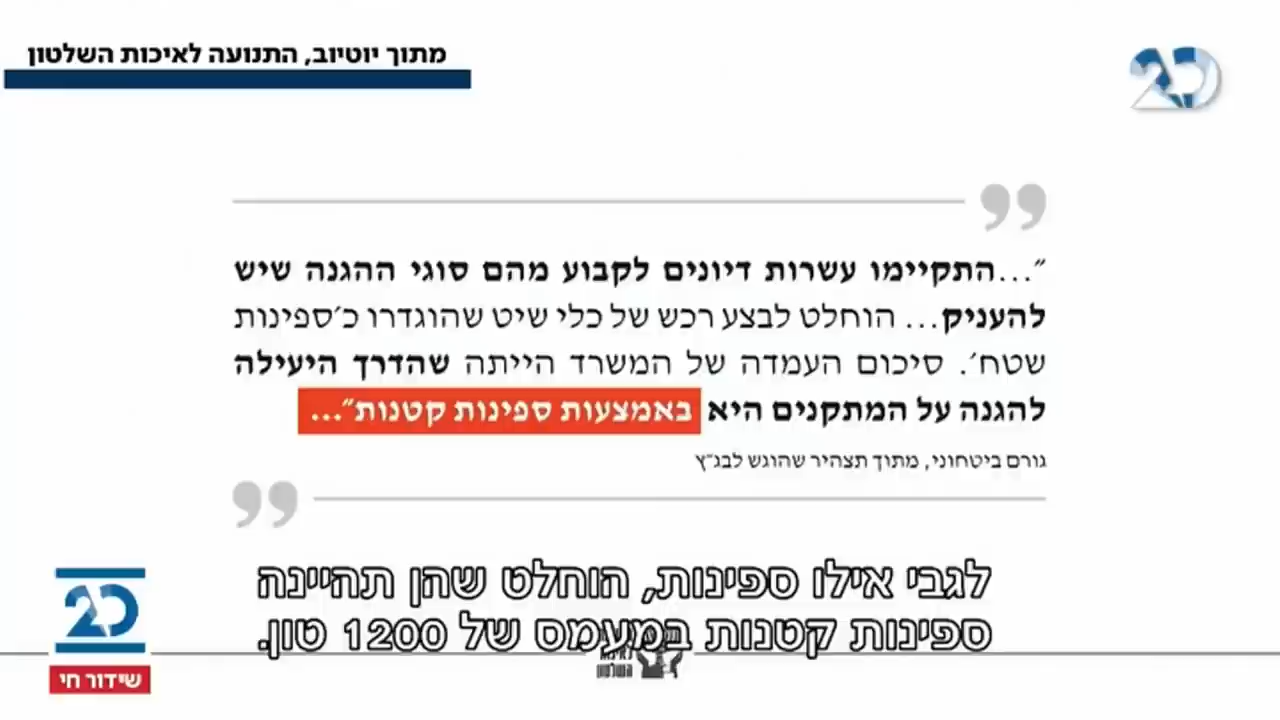 מתוך יוטיוב, התנועה לאיכות השלטון
20
"...התקיימו עשרות דיונים לקבוע מהם סוגי ההגנה שיש
להעניק... הוחלט לבצע רכש של כלי שיט שהוגדרו כ'ספינות
שטח'. סיכום העמדה של המשרד הייתה שהדרך היעילה
להגנה על המתקנים היא באמצעות ספינות קטנות"...
גורם ביטחוני, מתוך תצהיר שהוגש לבג"ץ
לגבי אילו ספינות, הוחלט שהן תהיינה
ספינות קטנות במעמס של 1200 טון.
לאיכות
השלטון
20
שידור חי